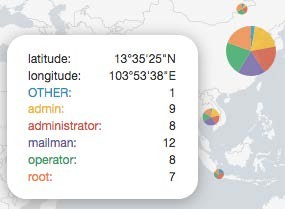 latitude: 13°35'25"N
longitude: 103°53'38"E
OTHER: 1
admin: 9
administrator: 8
mailman: 12
operator: 8
root: 7